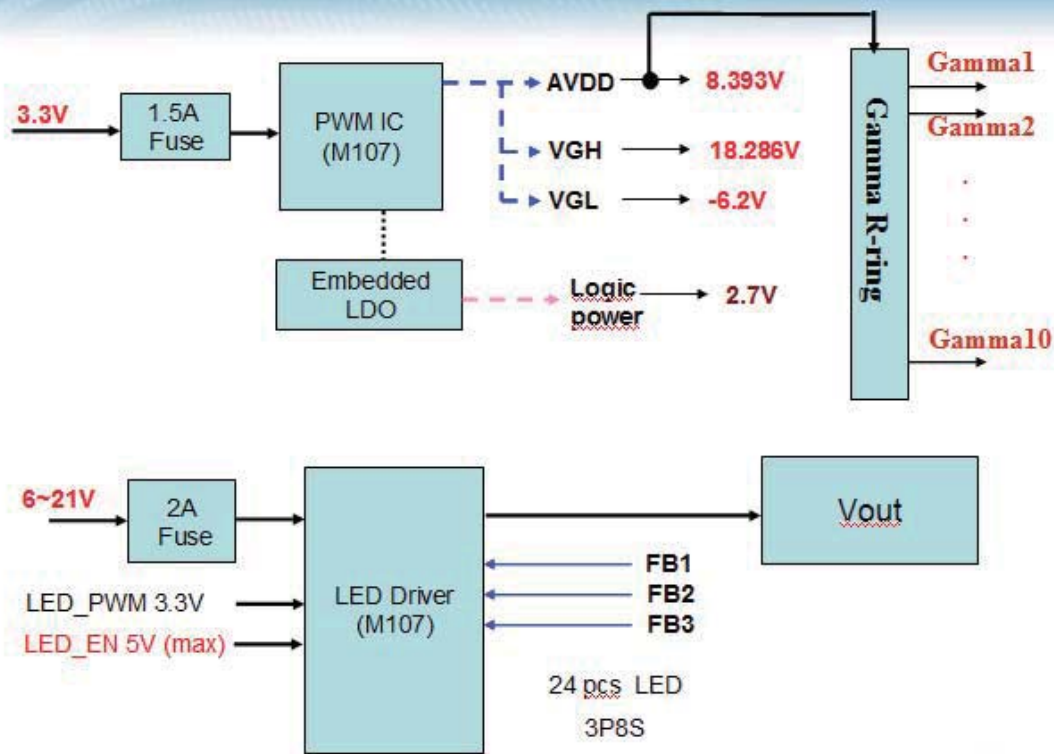 3.3V
1.5A
Fuse
PWM IC
(M107)
AVDD
8.393V
VGH
18.286V
VGL
-6.2V
Embedded
LDO
Logic
power
2.7V
Gamma R-ring
Gamma1
Gamma2
Gamma10
6~21V
2A
Fuse
LED_PWM 3.3V
LED_EN 5V (max)
LED Driver
(M107)
Vout
FB1
FB2
FB3
24 pcs LED
3P8S